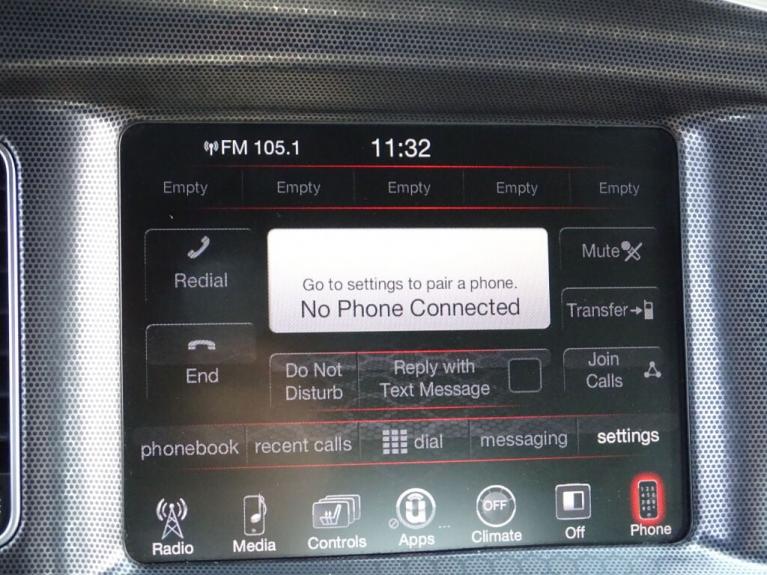 FM 105.1 11:32
Empty Empty Empty Empty Empty
Redial
Go to settings to pair a phone.
No Phone Connected
Mute
Transfer
End
Do Not
Disturb
Reply with
Text Message
Join
Calls
phonebook recent calls dial messaging settings
OFF
Radio Media Controls Apps Climate Off Phone